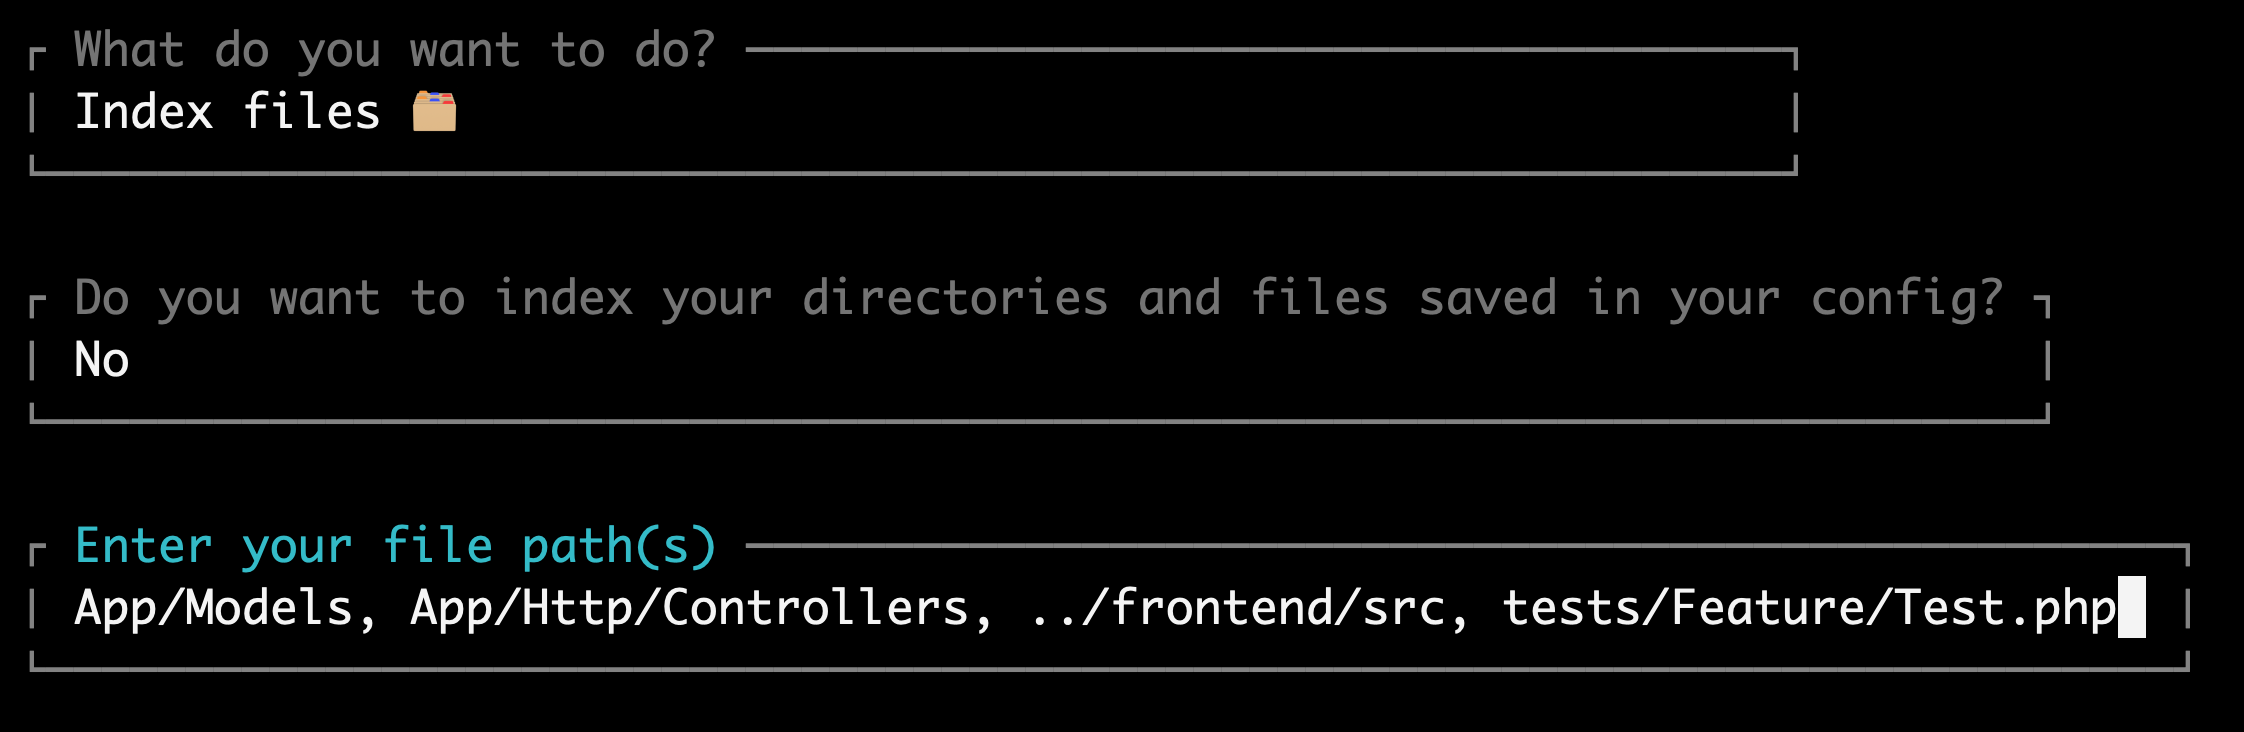 What do you want to do?
Index files 🗂️
Do you want to index your directories and files saved in your config?
No
Enter your file path(s)
App/Models, App/Http/Controllers, ../frontend/src, tests/Feature/Test.php